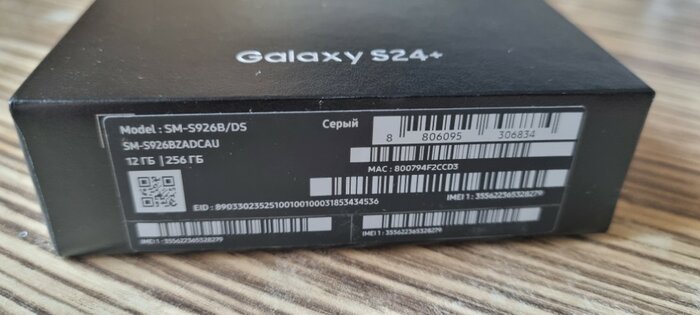 Galaxy S24+
Model : SM-S926B/DS
Серый
SM-S926BZADCAU
12 ГБ | 256 ГБ
8 806095 306834
MAC : 800794F2CCD3
EID : 89033023525100100100031853434536
IMEI 1 : 355622365328279
IMEI 1 : 355622365328279
IMEI 1 : 355622365328279